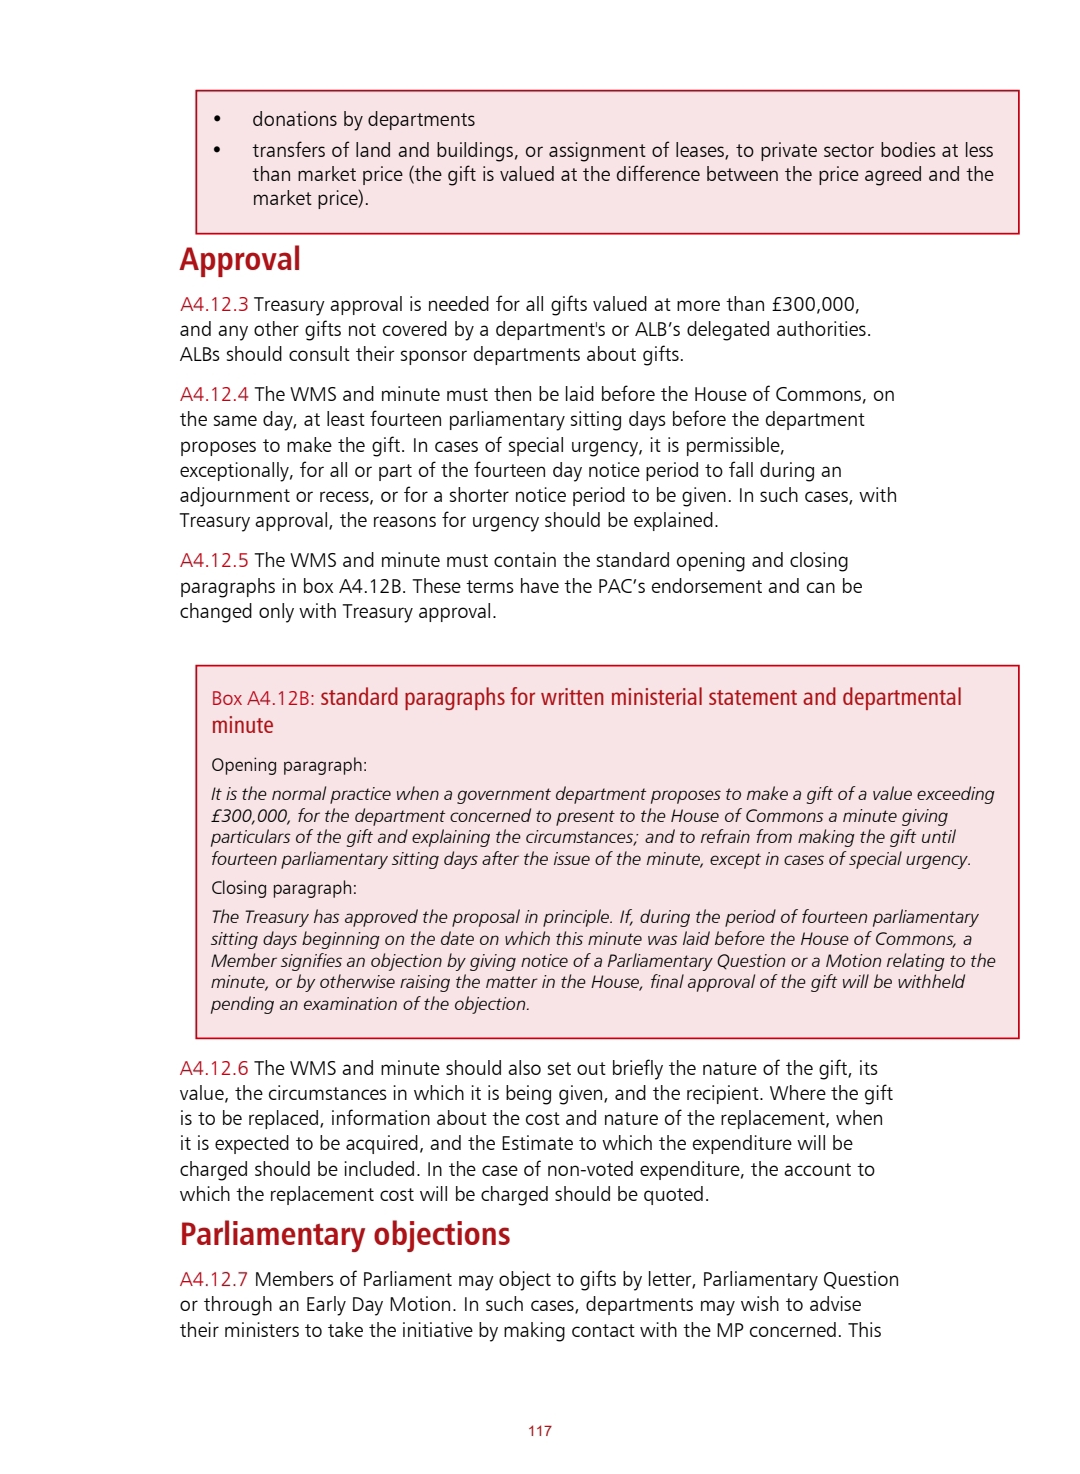 • donations by departments
• transfers of land and buildings, or assignment of leases, to private sector bodies at less
than market price (the gift is valued at the difference between the price agreed and the
market price).
Approval
A4.12.3 Treasury approval is needed for all gifts valued at more than £300,000,
and any other gifts not covered by a department's or ALB’s delegated authorities.
ALBs should consult their sponsor departments about gifts.
A4.12.4 The WMS and minute must then be laid before the House of Commons, on
the same day, at least fourteen parliamentary sitting days before the department
proposes to make the gift. In cases of special urgency, it is permissible,
exceptionally, for all or part of the fourteen day notice period to fall during an
adjournment or recess, or for a shorter notice period to be given. In such cases, with
Treasury approval, the reasons for urgency should be explained.
A4.12.5 The WMS and minute must contain the standard opening and closing
paragraphs in box A4.12B. These terms have the PAC’s endorsement and can be
changed only with Treasury approval.
Box A4.12B: standard paragraphs for written ministerial statement and departmental
minute
Opening paragraph:
It is the normal practice when a government department proposes to make a gift of a value exceeding
£300,000, for the department concerned to present to the House of Commons a minute giving
particulars of the gift and explaining the circumstances; and to refrain from making the gift until
fourteen parliamentary sitting days after the issue of the minute, except in cases of special urgency.
Closing paragraph:
The Treasury has approved the proposal in principle. If, during the period of fourteen parliamentary
sitting days beginning on the date on which this minute was laid before the House of Commons, a
Member signifies an objection by giving notice of a Parliamentary Question or a Motion relating to the
minute, or by otherwise raising the matter in the House, final approval of the gift will be withheld
pending an examination of the objection.
A4.12.6 The WMS and minute should also set out briefly the nature of the gift, its
value, the circumstances in which it is being given, and the recipient. Where the gift
is to be replaced, information about the cost and nature of the replacement, when
it is expected to be acquired, and the Estimate to which the expenditure will be
charged should be included. In the case of non-voted expenditure, the account to
which the replacement cost will be charged should be quoted.
Parliamentary objections
A4.12.7 Members of Parliament may object to gifts by letter, Parliamentary Question
or through an Early Day Motion. In such cases, departments may wish to advise
their ministers to take the initiative by making contact with the MP concerned. This
117